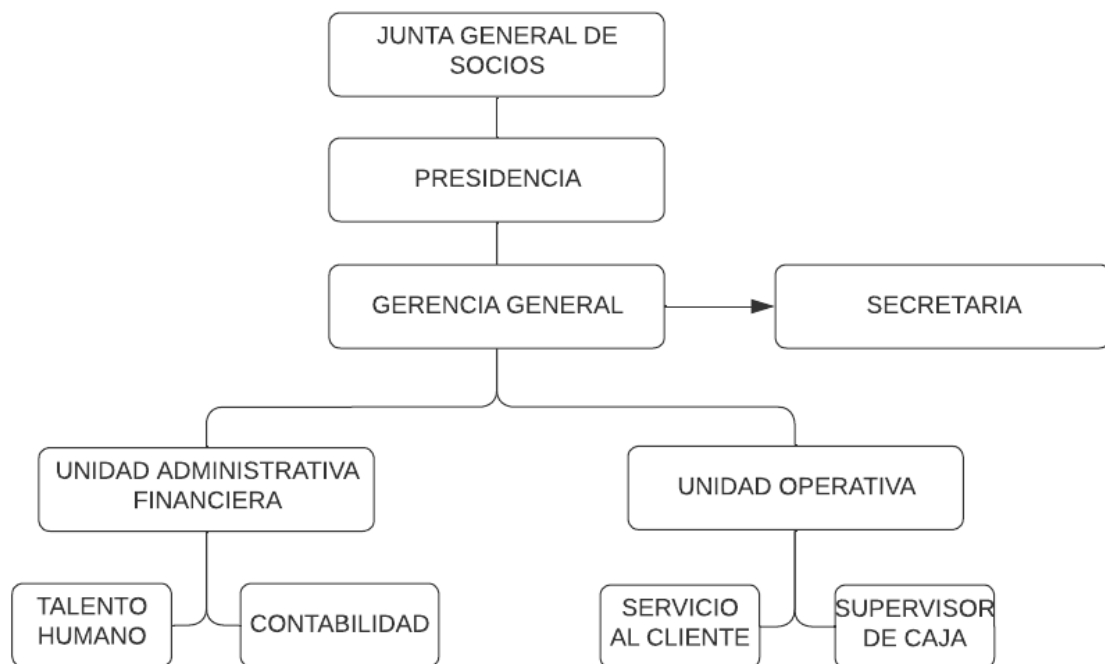 JUNTA GENERAL DE
SOCIOS
PRESIDENCIA
GERENCIA GENERAL
SECRETARIA
UNIDAD ADMINISTRATIVA
FINANCIERA
UNIDAD OPERATIVA
TALENTO
HUMANO
CONTABILIDAD
SERVICIO
AL CLIENTE
SUPERVISOR
DE CAJA